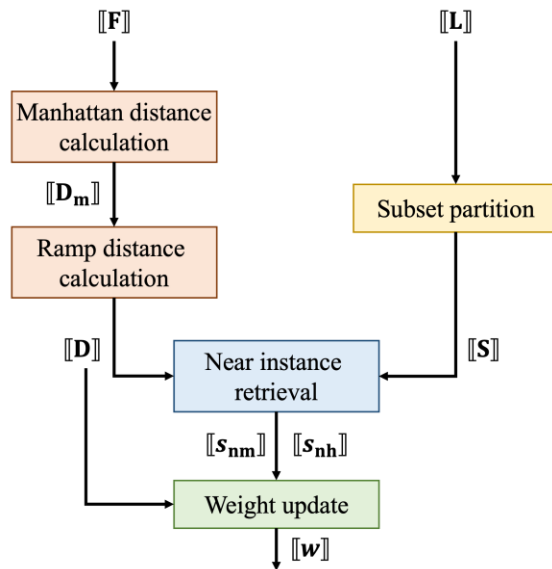 ⟦F⟧ ⟦L⟧
Manhattan distance
calculation
⟦D_m⟧
Subset partition
Ramp distance
calculation
⟦D⟧ ⟦S⟧
Near instance
retrieval
⟦s_nm⟧ ⟦s_nh⟧
Weight update
⟦w⟧